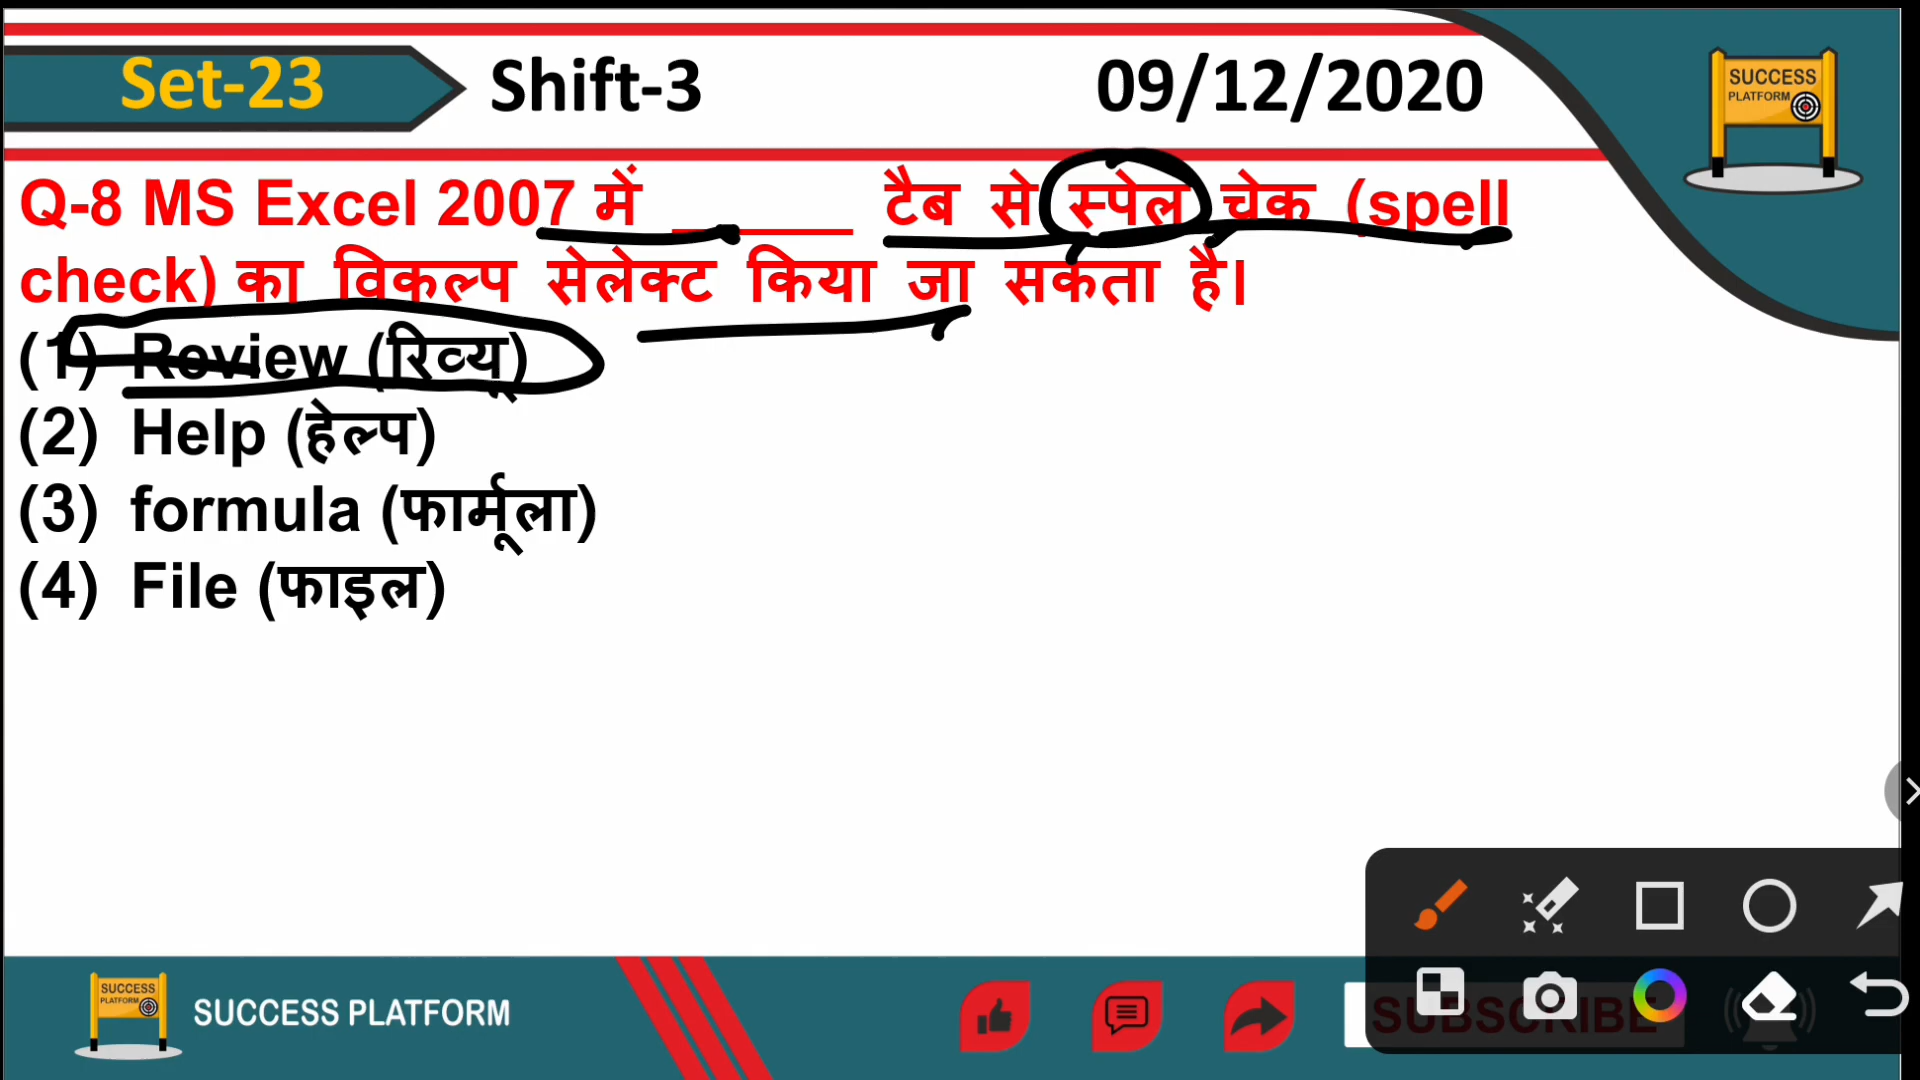 Set-23 Shift-3 09/12/2020
SUCCESS
PLATFORM
Q-8 MS Excel 2007 में ______ टैब से स्पेल चेक (spell
check) का विकल्प सेलेक्ट किया जा सकता है।
(1) Review (रिव्यू)
(2) Help (हेल्प)
(3) formula (फार्मूला)
(4) File (फाइल)
SUCCESS
PLATFORM
SUCCESS PLATFORM
SUBSCRIBE